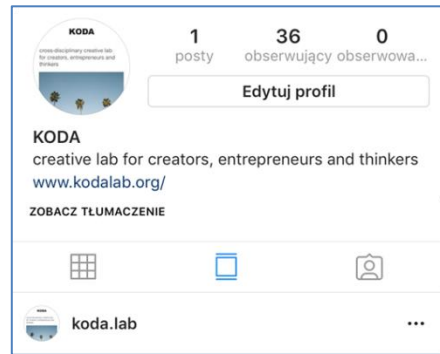 KODA
cross-disciplinary creative lab
for creators, entrepreneurs and
thinkers
1 36 0
posty obserwujący obserwowa...
Edytuj profil
KODA
creative lab for creators, entrepreneurs and thinkers
www.kodalab.org/
ZOBACZ TŁUMACZENIE
koda.lab